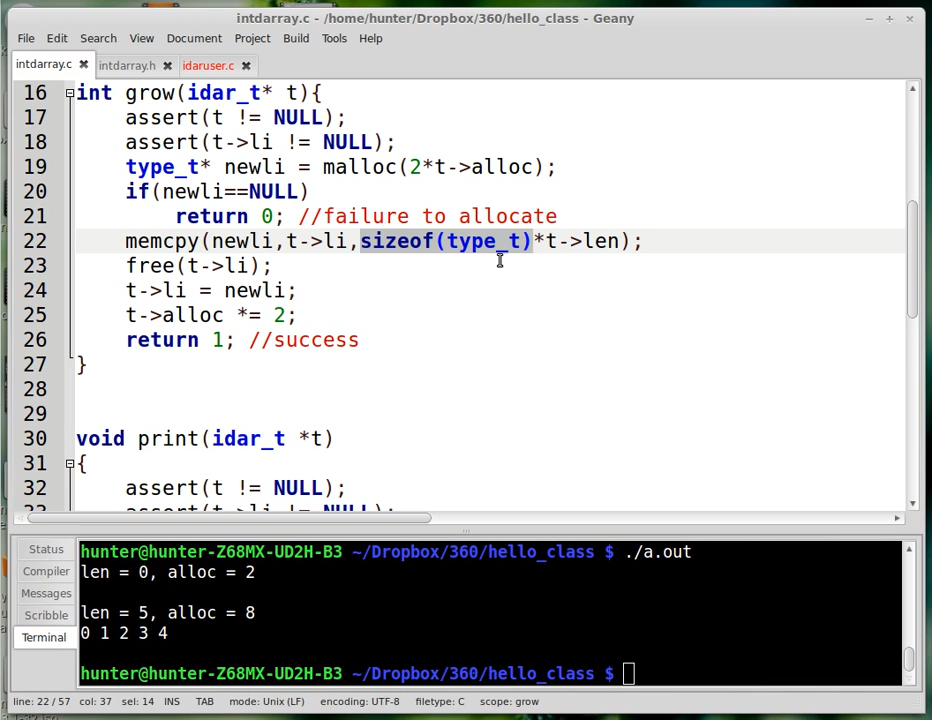 intdarray.c - /home/hunter/Dropbox/360/hello_class - Geany
File Edit Search View Document Project Build Tools Help
intdarray.c intdarray.h idaruser.c
16 int grow(idar_t* t){
17 assert(t != NULL);
18 assert(t->li != NULL);
19 type_t* newli = malloc(2*t->alloc);
20 if(newli==NULL)
21 return 0; //failure to allocate
22 memcpy(newli,t->li,sizeof(type_t)*t->len);
23 free(t->li);
24 t->li = newli;
25 t->alloc *= 2;
26 return 1; //success
27 }
28
29
30 void print(idar_t *t)
31 {
32 assert(t != NULL);
33 assert(t->li != NULL);
Status
Compiler
Messages
Scribble
Terminal
hunter@hunter-Z68MX-UD2H-B3 ~/Dropbox/360/hello_class $ ./a.out
len = 0, alloc = 2
len = 5, alloc = 8
0 1 2 3 4
hunter@hunter-Z68MX-UD2H-B3 ~/Dropbox/360/hello_class $
line: 22 / 57 col: 37 sel: 14 INS TAB mode: Unix (LF) encoding: UTF-8 filetype: C scope: grow